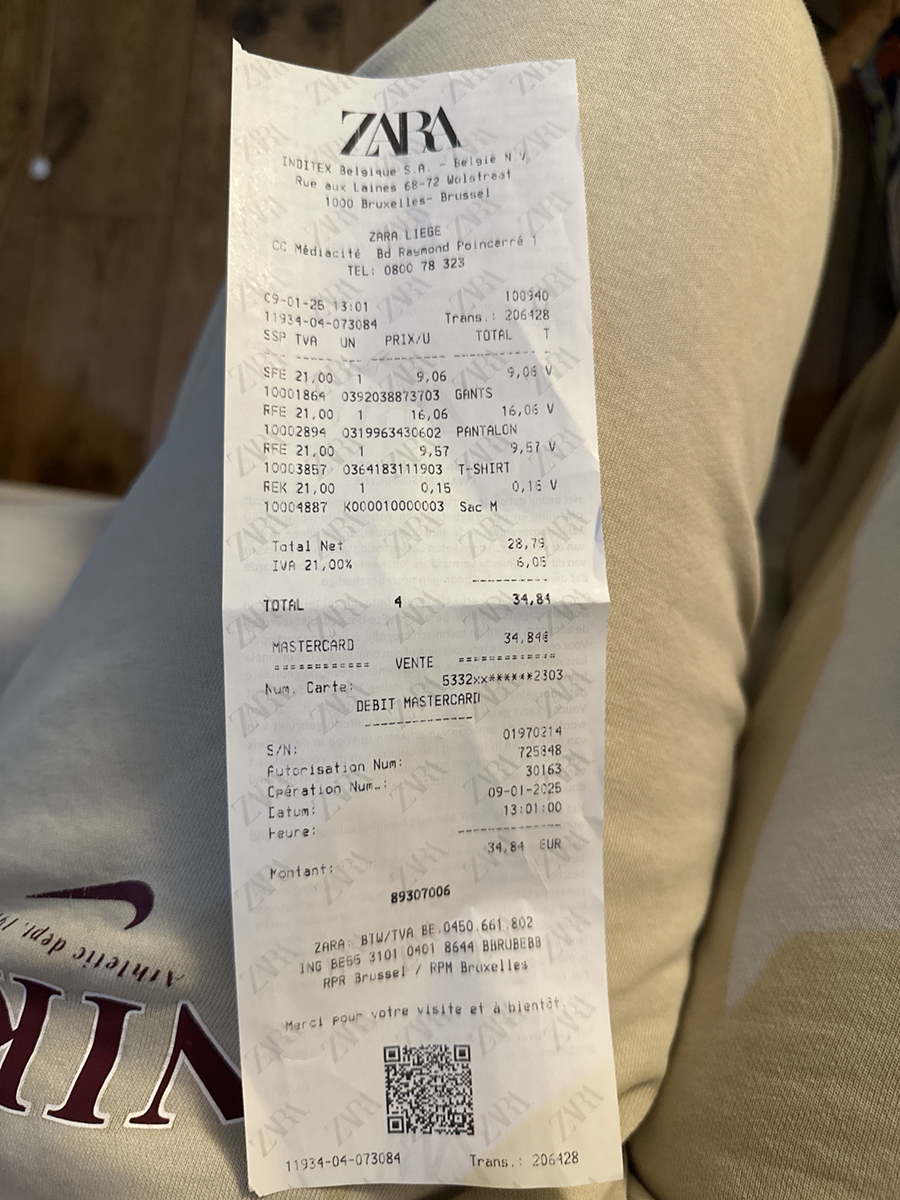 ZARA
INDITEX Belgique S.A. - België N.V
Rue aux Laines 68-72 Wolstraat
1000 Bruxelles- Brussel
ZARA LIEGE
CC Médiacité Bd Raymond Poincarré 1
TEL: 0800 78 323
09-01-25 13:01 100940
11934-04-073084 Trans.: 206428
SSP TVA UN PRIX/U TOTAL T
SFE 21,00 1 9,06 9,06 V
10001864 0392038873703 GANTS
RFE 21,00 1 16,06 16,06 V
10002894 0319963430602 PANTALON
RFE 21,00 1 9,57 9,57 V
10003857 0364183111903 T-SHIRT
REK 21,00 1 0,15 0,15 V
10004887 K000010000003 Sac M
Total Net 28,79
IVA 21,00% 6,05
TOTAL 4 34,84
MASTERCARD 34,84€
=========== VENTE ===========
Num. Carte: 5332xx******2303
DEBIT MASTERCARD
S/N: 01970214
Autorisation Num: 725848
Opération Num.: 30163
Datum: 09-01-2025
Heure: 13:01:00
Montant: 34,84 EUR
89307006
ZARA: BTW/TVA BE.0450.661.802
ING BE56 3101 0401 8644 BBRUBEBB
RPR Brussel / RPM Bruxelles
Merci pour votre visite et à bientôt.
11934-04-073084 Trans.: 206428
Athletic dept.
NIK